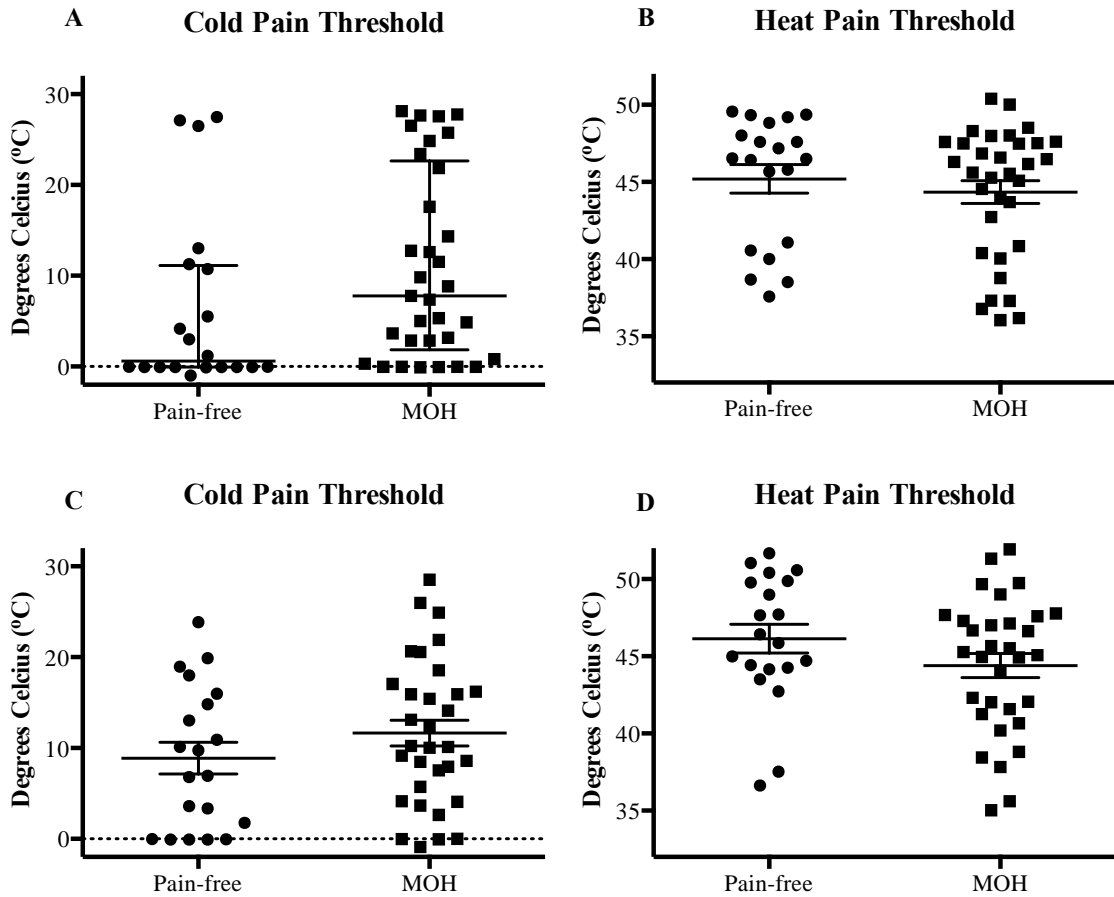 A
Cold Pain Threshold
Degrees Celcius (ºC)
30
20
10
0
Pain-free
MOH
B
Heat Pain Threshold
Degrees Celsius (ºC)
50
45
40
35
Pain-free
MOH
C
Cold Pain Threshold
Degrees Celcius (ºC)
30
20
10
0
Pain-free
MOH
D
Heat Pain Threshold
Degrees Celcius (ºC)
50
45
40
35
Pain-free
MOH